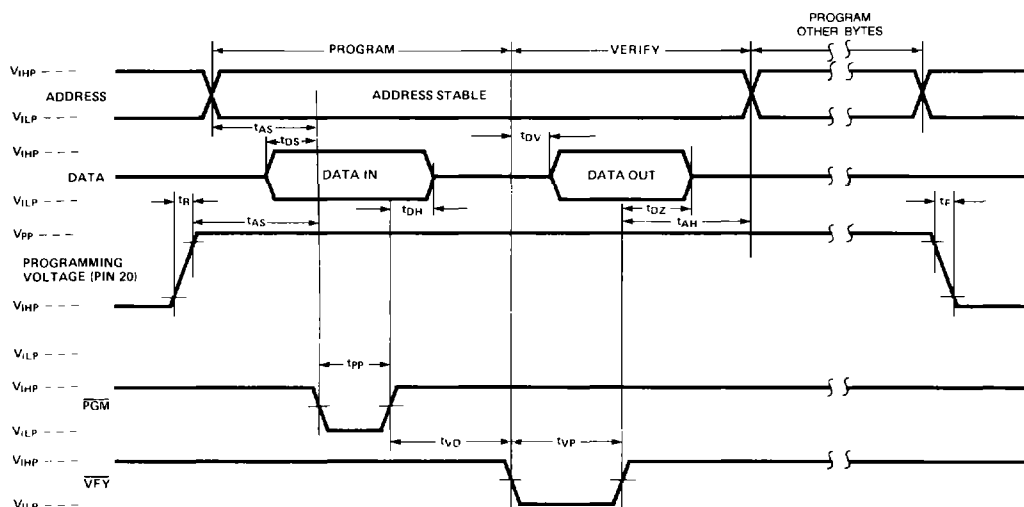 PROGRAM
OTHER BYTES
PROGRAM
VERIFY
VIHP
ADDRESS
ADDRESS STABLE
VILP
tAS
tDS
tDV
VIHP
DATA
DATA IN
DATA OUT
VILP
tR
tDH
tDZ
tF
tAS
tAH
VPP
PROGRAMMING
VOLTAGE (PIN 20)
VIHP
VILP
tPP
VIHP
PGM
VILP
tVD
tVP
VIHP
VFY
VILP